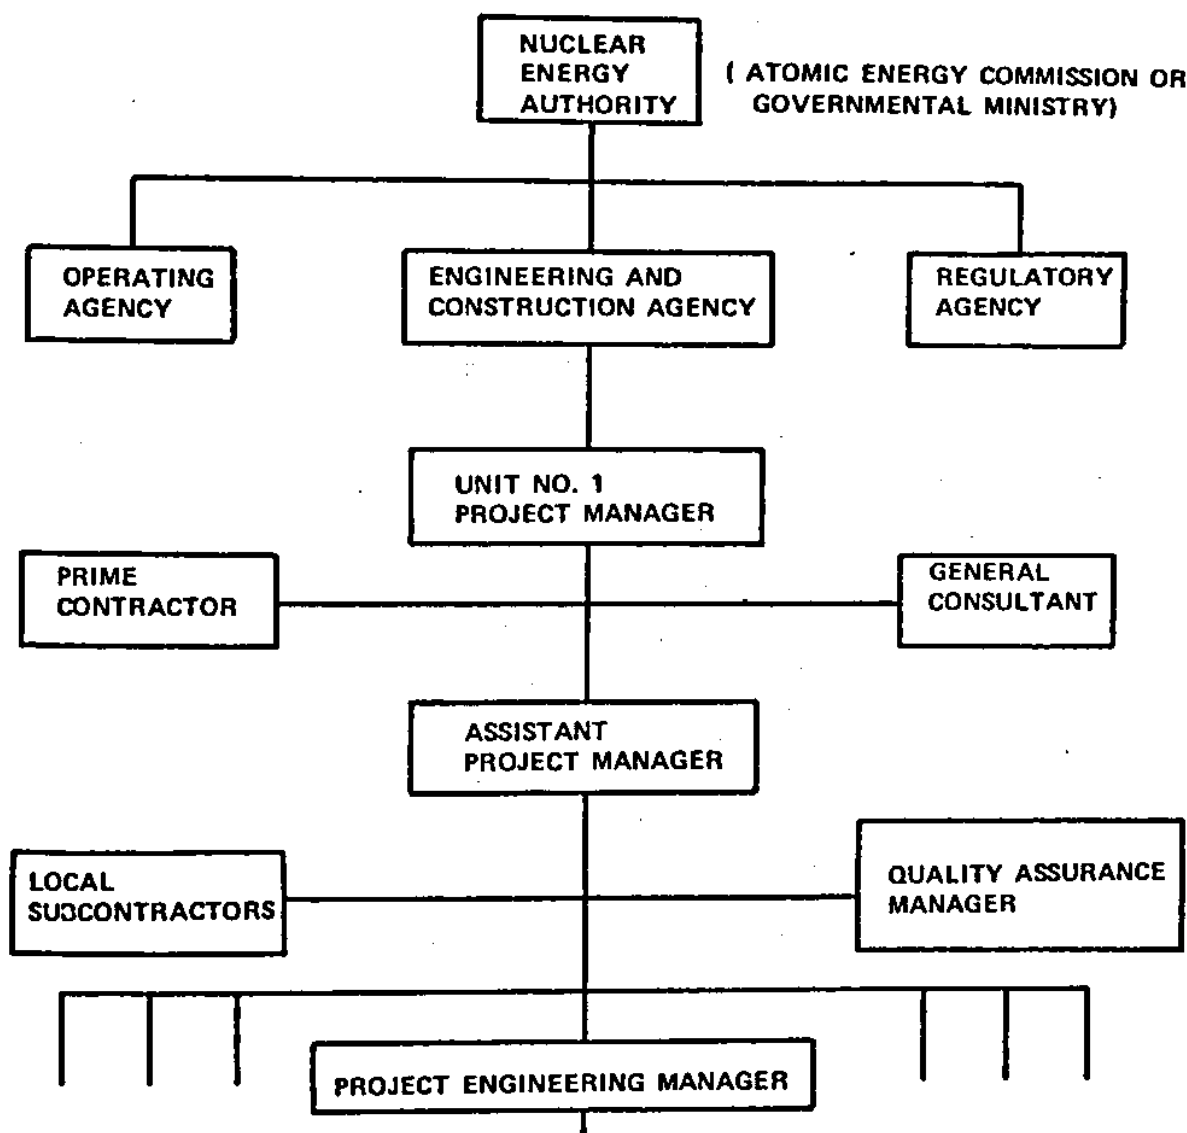 NUCLEAR
ENERGY
AUTHORITY
( ATOMIC ENERGY COMMISSION OR
GOVERNMENTAL MINISTRY)
OPERATING
AGENCY
ENGINEERING AND
CONSTRUCTION AGENCY
REGULATORY
AGENCY
UNIT NO. 1
PROJECT MANAGER
PRIME
CONTRACTOR
GENERAL
CONSULTANT
ASSISTANT
PROJECT MANAGER
LOCAL
SUBCONTRACTORS
QUALITY ASSURANCE
MANAGER
PROJECT ENGINEERING MANAGER